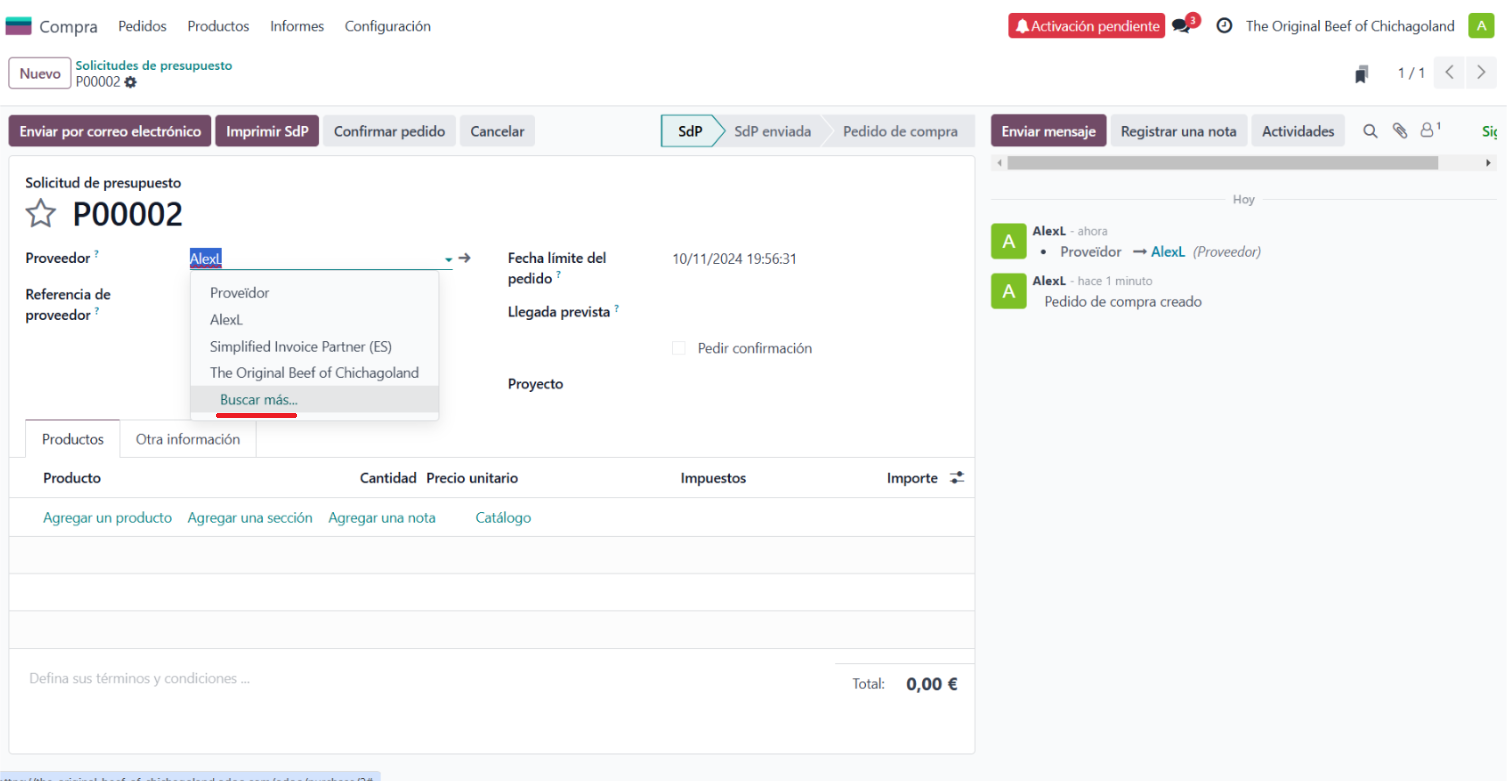 Compra Pedidos Productos Informes Configuración
Activación pendiente 3 The Original Beef of Chichagoland A
Nuevo Solicitudes de presupuesto
P00002
1 / 1
Enviar por correo electrónico Imprimir SdP Confirmar pedido Cancelar SdP SdP enviada Pedido de compra
Enviar mensaje Registrar una nota Actividades 1
Solicitud de presupuesto
P00002
Proveedor ? AlexL
Referencia de
proveedor ?
Proveïdor
AlexL
Simplified Invoice Partner (ES)
The Original Beef of Chichagoland
Buscar más...
Fecha límite del
pedido ?
10/11/2024 19:56:31
Llegada prevista ?
Pedir confirmación
Proyecto
Productos Otra información
Producto Cantidad Precio unitario Impuestos Importe
Agregar un producto Agregar una sección Agregar una nota Catálogo
Defina sus términos y condiciones ...
Total: 0,00 €
Hoy
A AlexL - ahora
• Proveïdor → AlexL (Proveedor)
A AlexL - hace 1 minuto
Pedido de compra creado